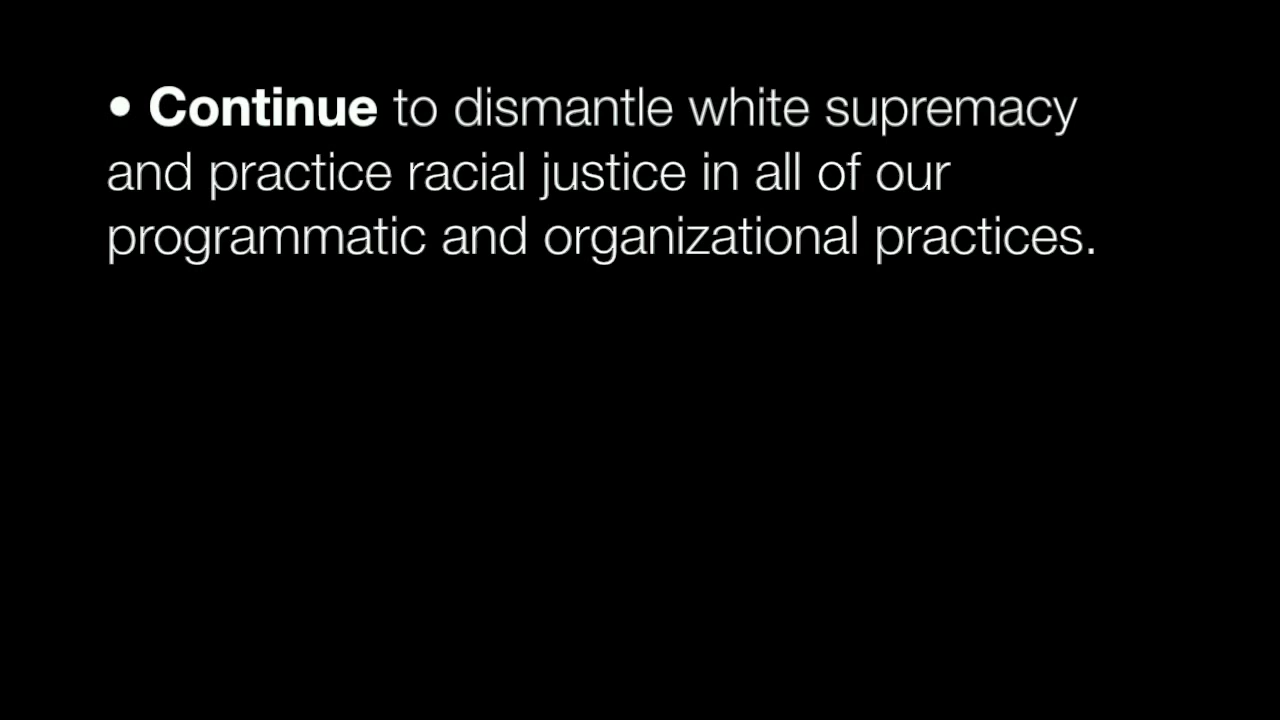 • Continue to dismantle white supremacy
and practice racial justice in all of our
programmatic and organizational practices.